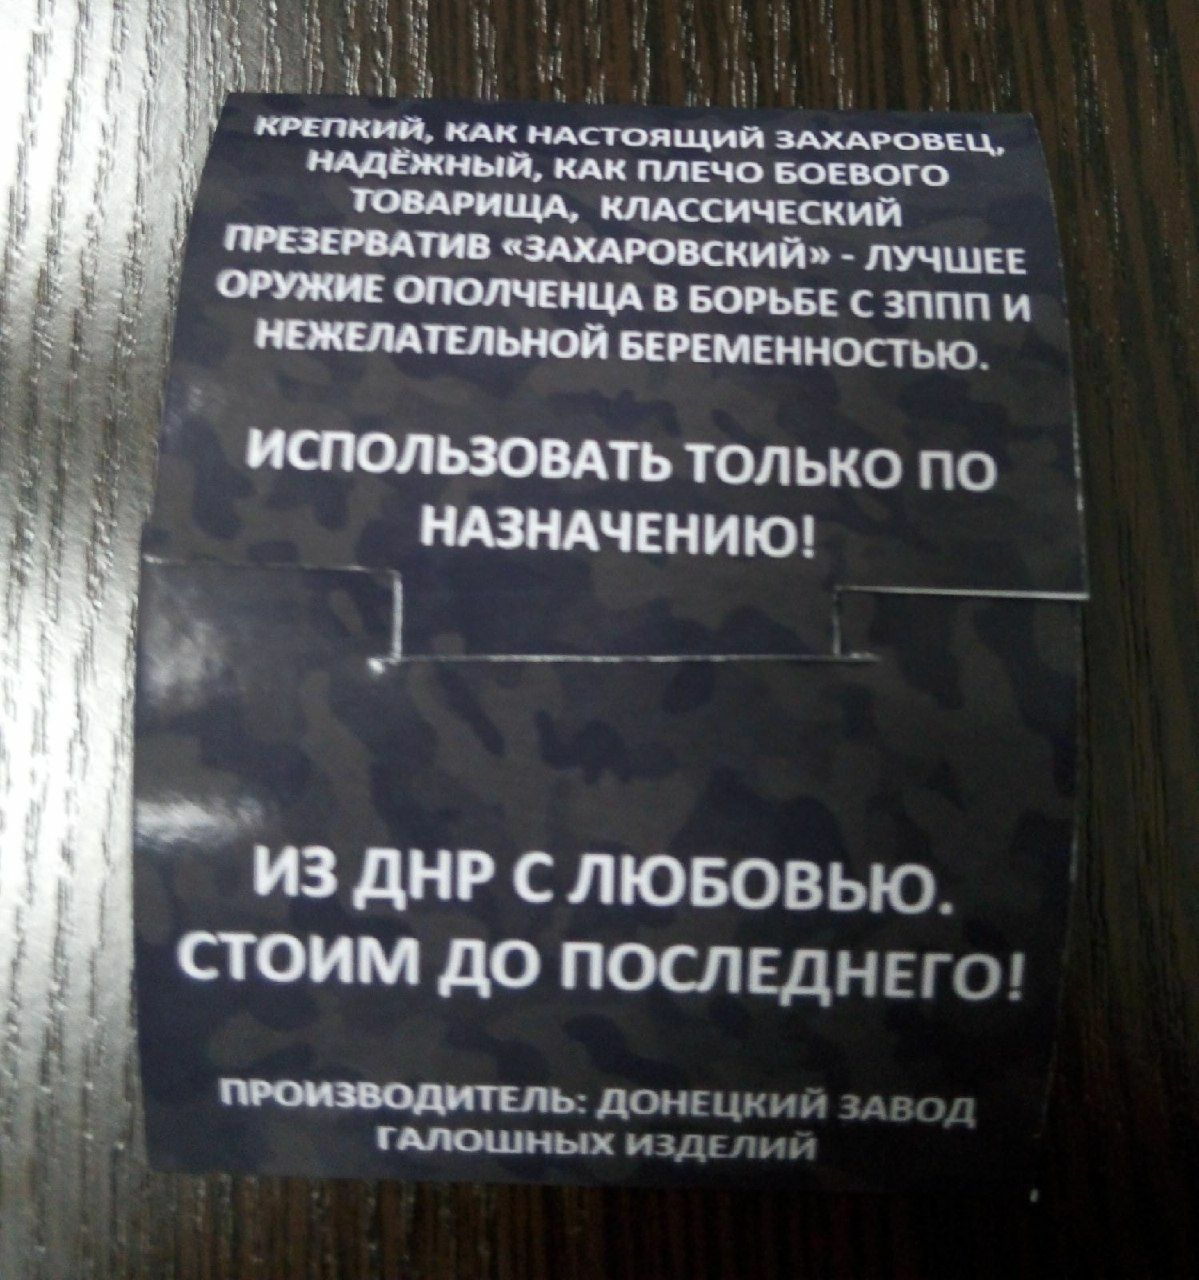 КРЕПКИЙ, КАК НАСТОЯЩИЙ ЗАХАРОВЕЦ,
НАДЁЖНЫЙ, КАК ПЛЕЧО БОЕВОГО
ТОВАРИЩА, КЛАССИЧЕСКИЙ
ПРЕЗЕРВАТИВ «ЗАХАРОВСКИЙ» - ЛУЧШЕЕ
ОРУЖИЕ ОПОЛЧЕНЦА В БОРЬБЕ С ЗППП И
НЕЖЕЛАТЕЛЬНОЙ БЕРЕМЕННОСТЬЮ.
ИСПОЛЬЗОВАТЬ ТОЛЬКО ПО
НАЗНАЧЕНИЮ!
ИЗ ДНР С ЛЮБОВЬЮ.
СТОИМ ДО ПОСЛЕДНЕГО!
ПРОИЗВОДИТЕЛЬ: ДОНЕЦКИЙ ЗАВОД
ГАЛОШНЫХ ИЗДЕЛИЙ